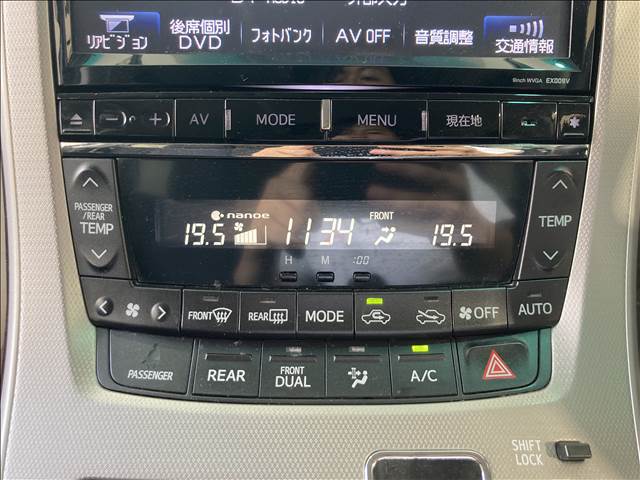 リアビジョン
後席個別
DVD
フォトバンク
AV OFF
音質調整
交通情報
9inch WVGA EX009V
AV
MODE
MENU
現在地
PASSENGER
/REAR
TEMP
nanoe
19.5
11:34
FRONT
19.5
H
M
:00
TEMP
FRONT
REAR
MODE
OFF
AUTO
PASSENGER
REAR
FRONT
DUAL
A/C
SHIFT
LOCK